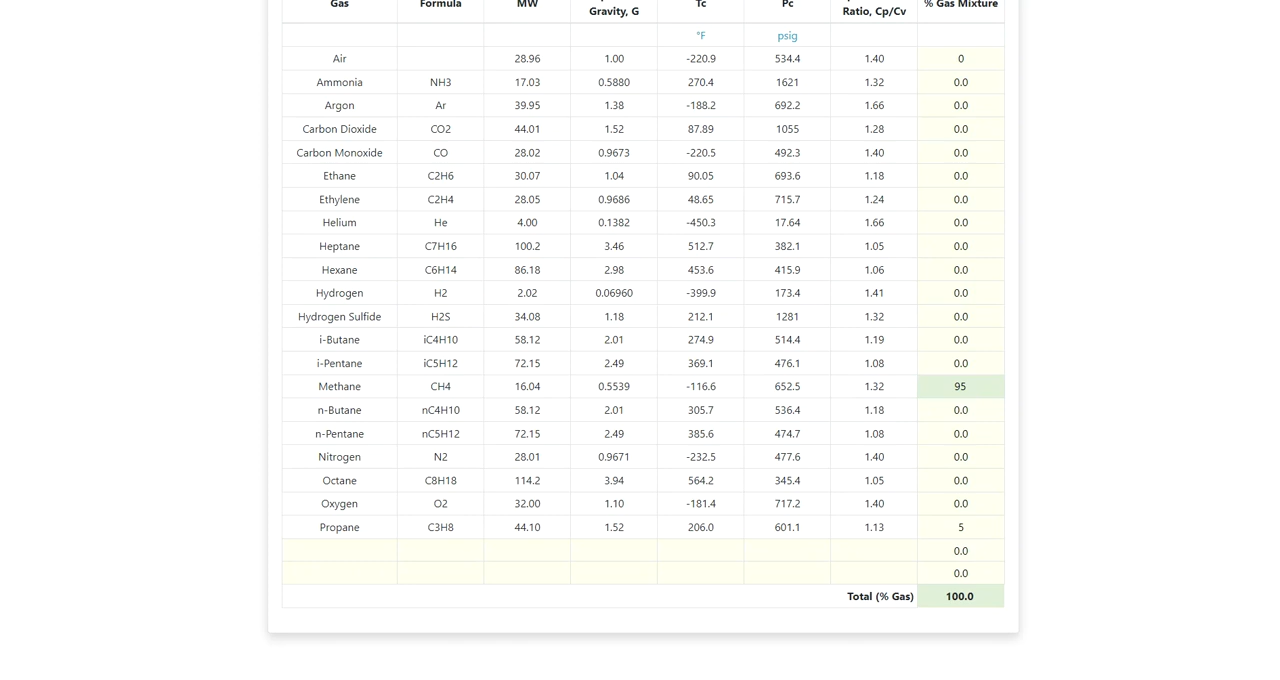 Gas Formula MW Gravity, G Tc Pc Ratio, Cp/Cv % Gas Mixture
°F psig
Air 28.96 1.00 -220.9 534.4 1.40 0
Ammonia NH3 17.03 0.5880 270.4 1621 1.32 0.0
Argon Ar 39.95 1.38 -188.2 692.2 1.66 0.0
Carbon Dioxide CO2 44.01 1.52 87.89 1055 1.28 0.0
Carbon Monoxide CO 28.02 0.9673 -220.5 492.3 1.40 0.0
Ethane C2H6 30.07 1.04 90.05 693.6 1.18 0.0
Ethylene C2H4 28.05 0.9686 48.65 715.7 1.24 0.0
Helium He 4.00 0.1382 -450.3 17.64 1.66 0.0
Heptane C7H16 100.2 3.46 512.7 382.1 1.05 0.0
Hexane C6H14 86.18 2.98 453.6 415.9 1.06 0.0
Hydrogen H2 2.02 0.06960 -399.9 173.4 1.41 0.0
Hydrogen Sulfide H2S 34.08 1.18 212.1 1281 1.32 0.0
i-Butane iC4H10 58.12 2.01 274.9 514.4 1.19 0.0
i-Pentane iC5H12 72.15 2.49 369.1 476.1 1.08 0.0
Methane CH4 16.04 0.5539 -116.6 652.5 1.32 95
n-Butane nC4H10 58.12 2.01 305.7 536.4 1.18 0.0
n-Pentane nC5H12 72.15 2.49 385.6 474.7 1.08 0.0
Nitrogen N2 28.01 0.9671 -232.5 477.6 1.40 0.0
Octane C8H18 114.2 3.94 564.2 345.4 1.05 0.0
Oxygen O2 32.00 1.10 -181.4 717.2 1.40 0.0
Propane C3H8 44.10 1.52 206.0 601.1 1.13 5
0.0
0.0
Total (% Gas) 100.0